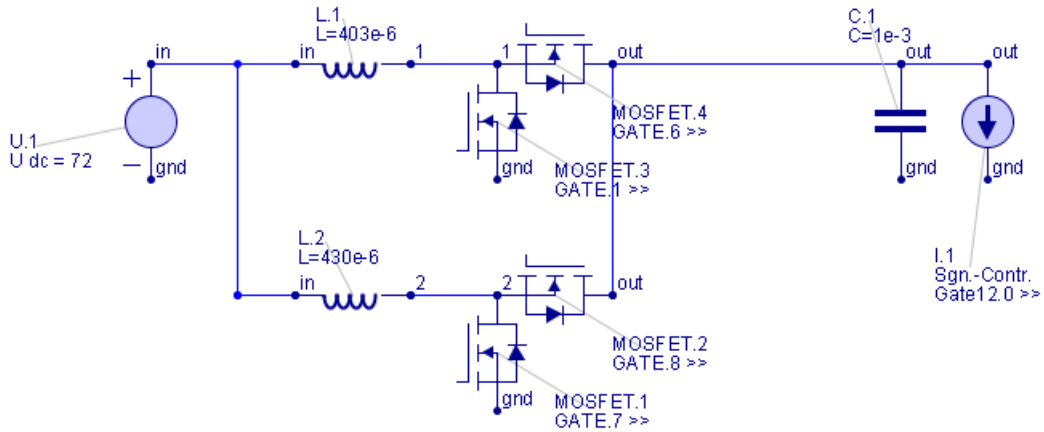 L.1
L=403e-6
in
in
1
1
out
C.1
C=1e-3
out
out
+
U.1
U dc = 72
−
gnd
MOSFET.4
GATE.6 >>
gnd
MOSFET.3
GATE.1 >>
gnd
gnd
L.2
L=430e-6
in
2
2
out
I.1
Sgn.-Contr.
Gate12.0 >>
MOSFET.2
GATE.8 >>
gnd
MOSFET.1
GATE.7 >>